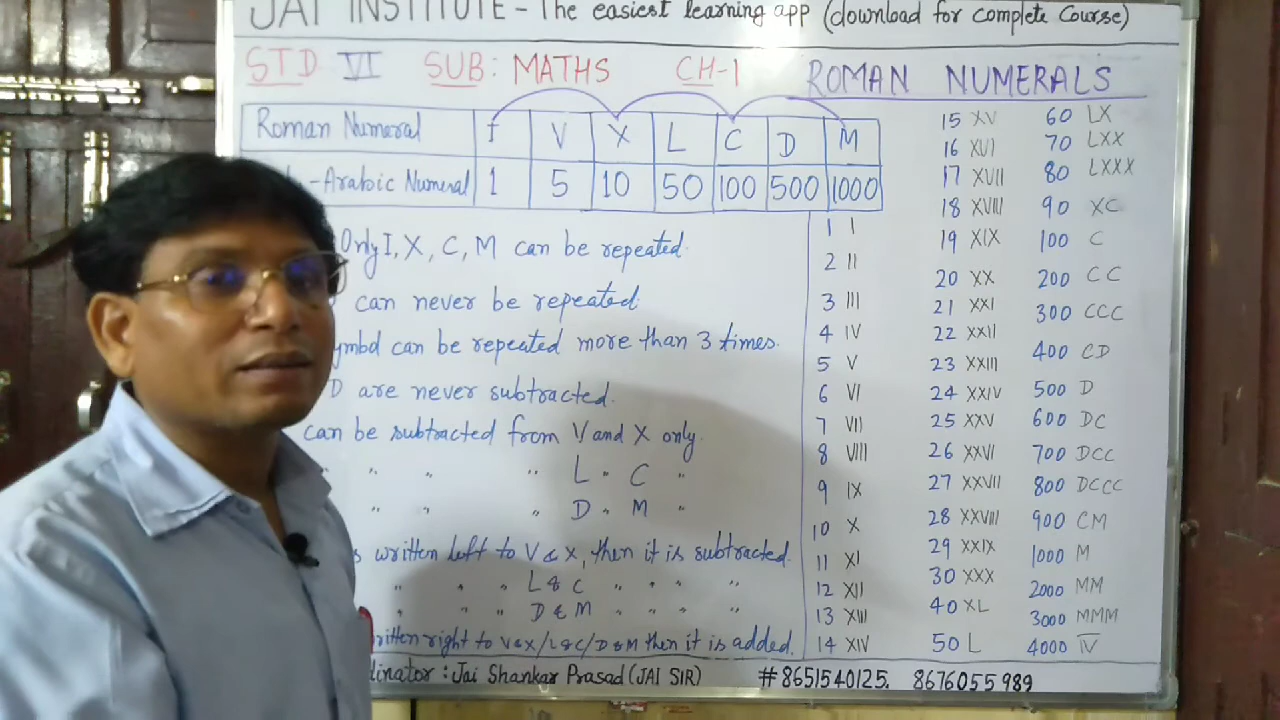 JAI INSTITUTE - The easiest learning app (download for complete Course)
STD VI SUB: MATHS CH-1 ROMAN NUMERALS
Roman Numeral I V X L C D M
-Arabic Numeral 1 5 10 50 100 500 1000
Only I, X, C, M can be repeated.
can never be repeated
can be repeated more than 3 times.
D are never subtracted.
can be subtracted from V and X only.
" " " L " C "
" " " D " M "
written left to V & X, then it is subtracted.
" " " L & C " " " "
" " " D & M " " " "
right to V & X/L & C/D & M then it is added.
1 I
2 II
3 III
4 IV
5 V
6 VI
7 VII
8 VIII
9 IX
10 X
11 XI
12 XII
13 XIII
14 XIV
15 XV
16 XVI
17 XVII
18 XVIII
19 XIX
20 XX
21 XXI
22 XXII
23 XXIII
24 XXIV
25 XXV
26 XXVI
27 XXVII
28 XXVIII
29 XXIX
30 XXX
40 XL
50 L
60 LX
70 LXX
80 LXXX
90 XC
100 C
200 CC
300 CCC
400 CD
500 D
600 DC
700 DCC
800 DCCC
900 CM
1000 M
2000 MM
3000 MMM
4000 I̅V̅
: Jai Shankar Prasad (JAI SIR) #8651540125. 8676055989